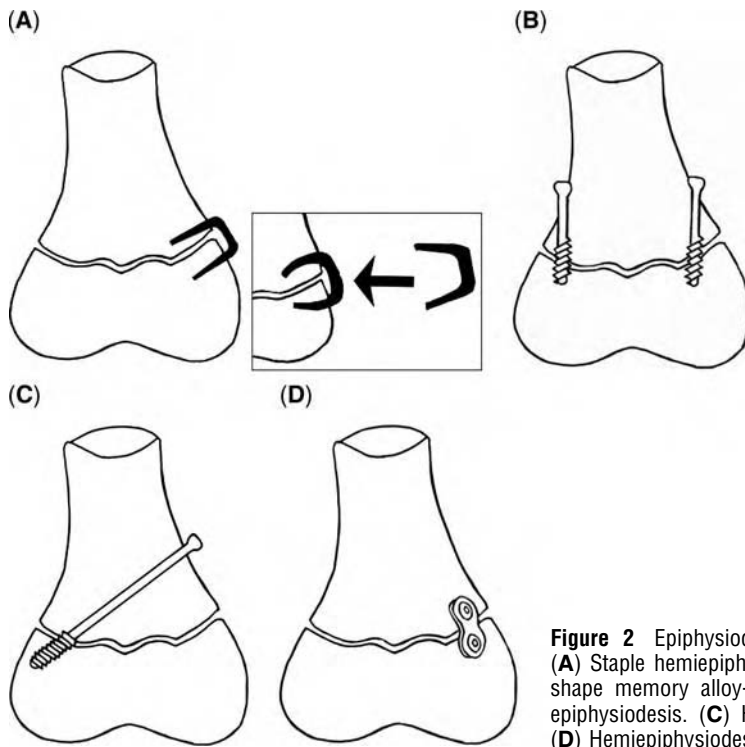 (A)
(B)
(C)
(D)
Figure 2 Epiphysiod
(A) Staple hemiepiph
shape memory alloy-
epiphysiodesis. (C)
(D) Hemiepiphysiodes